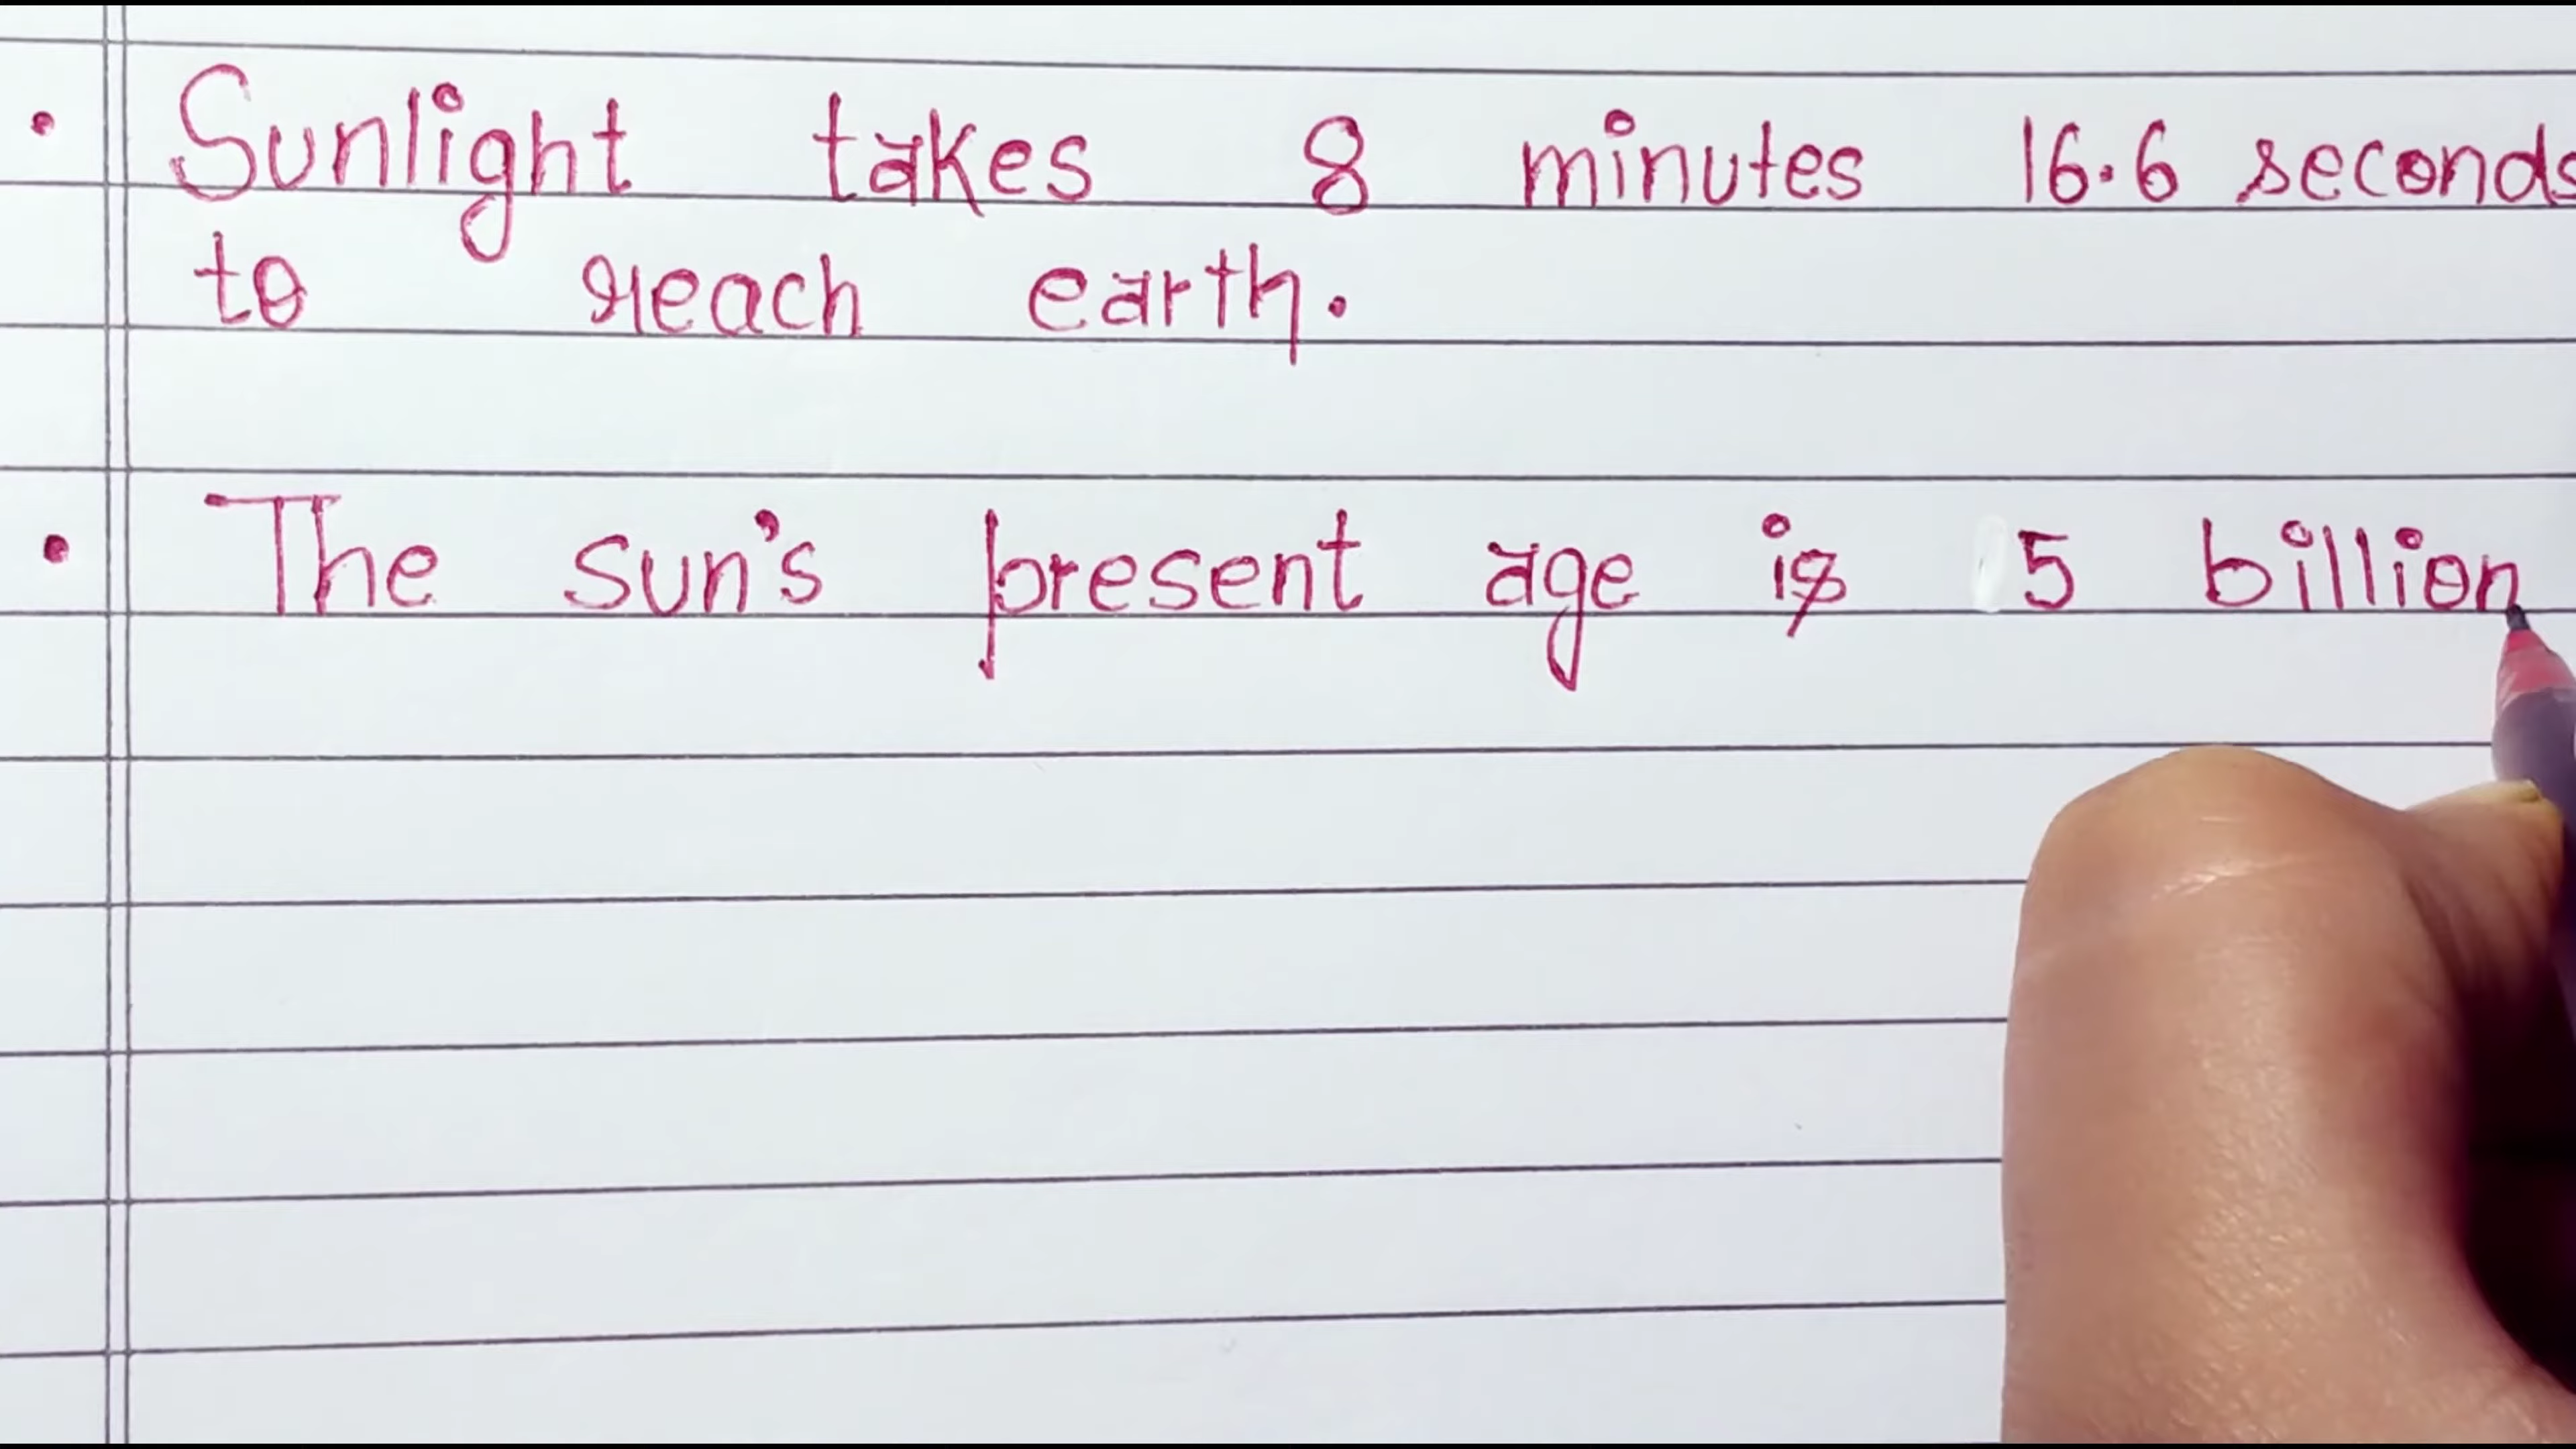 • Sunlight takes 8 minutes 16.6 seconds
to reach earth.
• The sun's present age is 5 billion